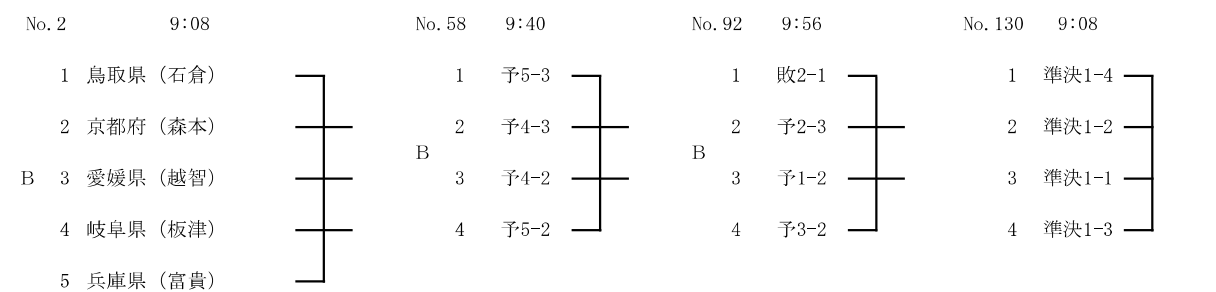 No.2 9:08 No.58 9:40 No.92 9:56 No.130 9:08
1 鳥取県（石倉） 1 予5-3 1 敗2-1 1 準決1-4
2 京都府（森本） 2 予4-3 2 予2-3 2 準決1-2
B B
B 3 愛媛県（越智） 3 予4-2 3 予1-2 3 準決1-1
4 岐阜県（板津） 4 予5-2 4 予3-2 4 準決1-3
5 兵庫県（富貴）